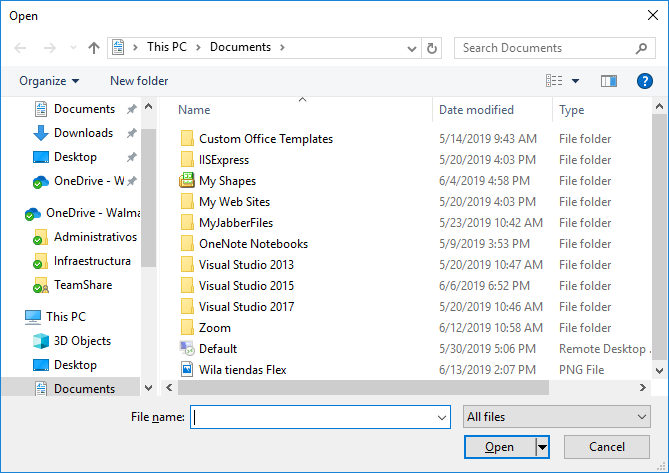 Open
This PC > Documents >
Search Documents
Organize
New folder
Name
Date modified
Type
Documents
Downloads
Desktop
OneDrive - W
OneDrive - Walma
Administrativos
Infraestructura
TeamShare
This PC
3D Objects
Desktop
Documents
Custom Office Templates 5/14/2019 9:43 AM File folder
IISExpress 5/20/2019 4:03 PM File folder
My Shapes 6/4/2019 4:58 PM File folder
My Web Sites 5/20/2019 4:03 PM File folder
MyJabberFiles 5/23/2019 10:42 AM File folder
OneNote Notebooks 5/9/2019 3:53 PM File folder
Visual Studio 2013 5/20/2019 10:47 AM File folder
Visual Studio 2015 6/6/2019 6:52 PM File folder
Visual Studio 2017 5/20/2019 10:46 AM File folder
Zoom 6/12/2019 10:58 AM File folder
Default 5/30/2019 5:06 PM Remote Desktop
Wila tiendas Flex 6/13/2019 2:07 PM PNG File
File name:
All files
Open
Cancel